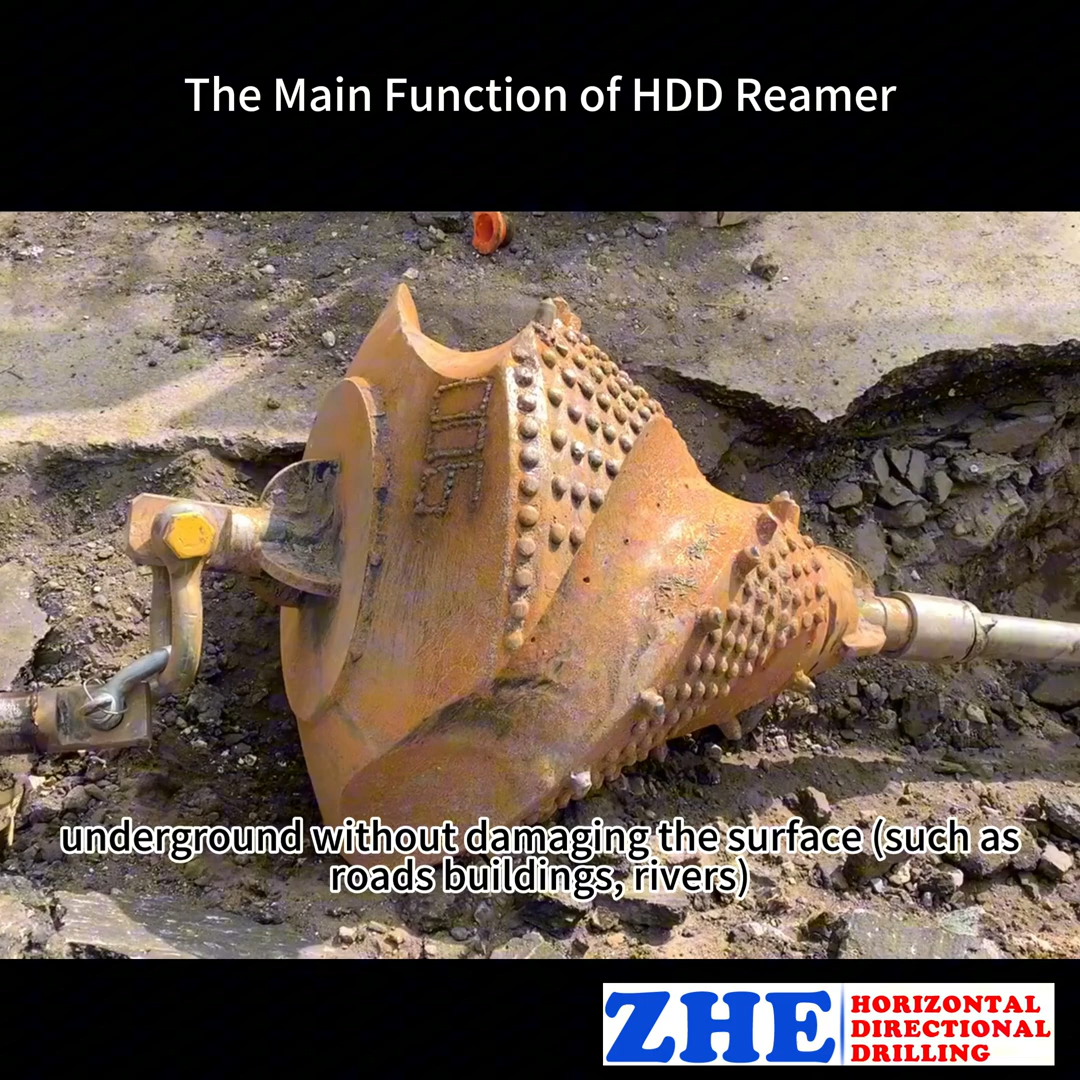 The Main Function of HDD Reamer
500
underground without damaging the surface (such as
roads buildings, rivers)
ZHE
HORIZONTAL
DIRECTIONAL
DRILLING